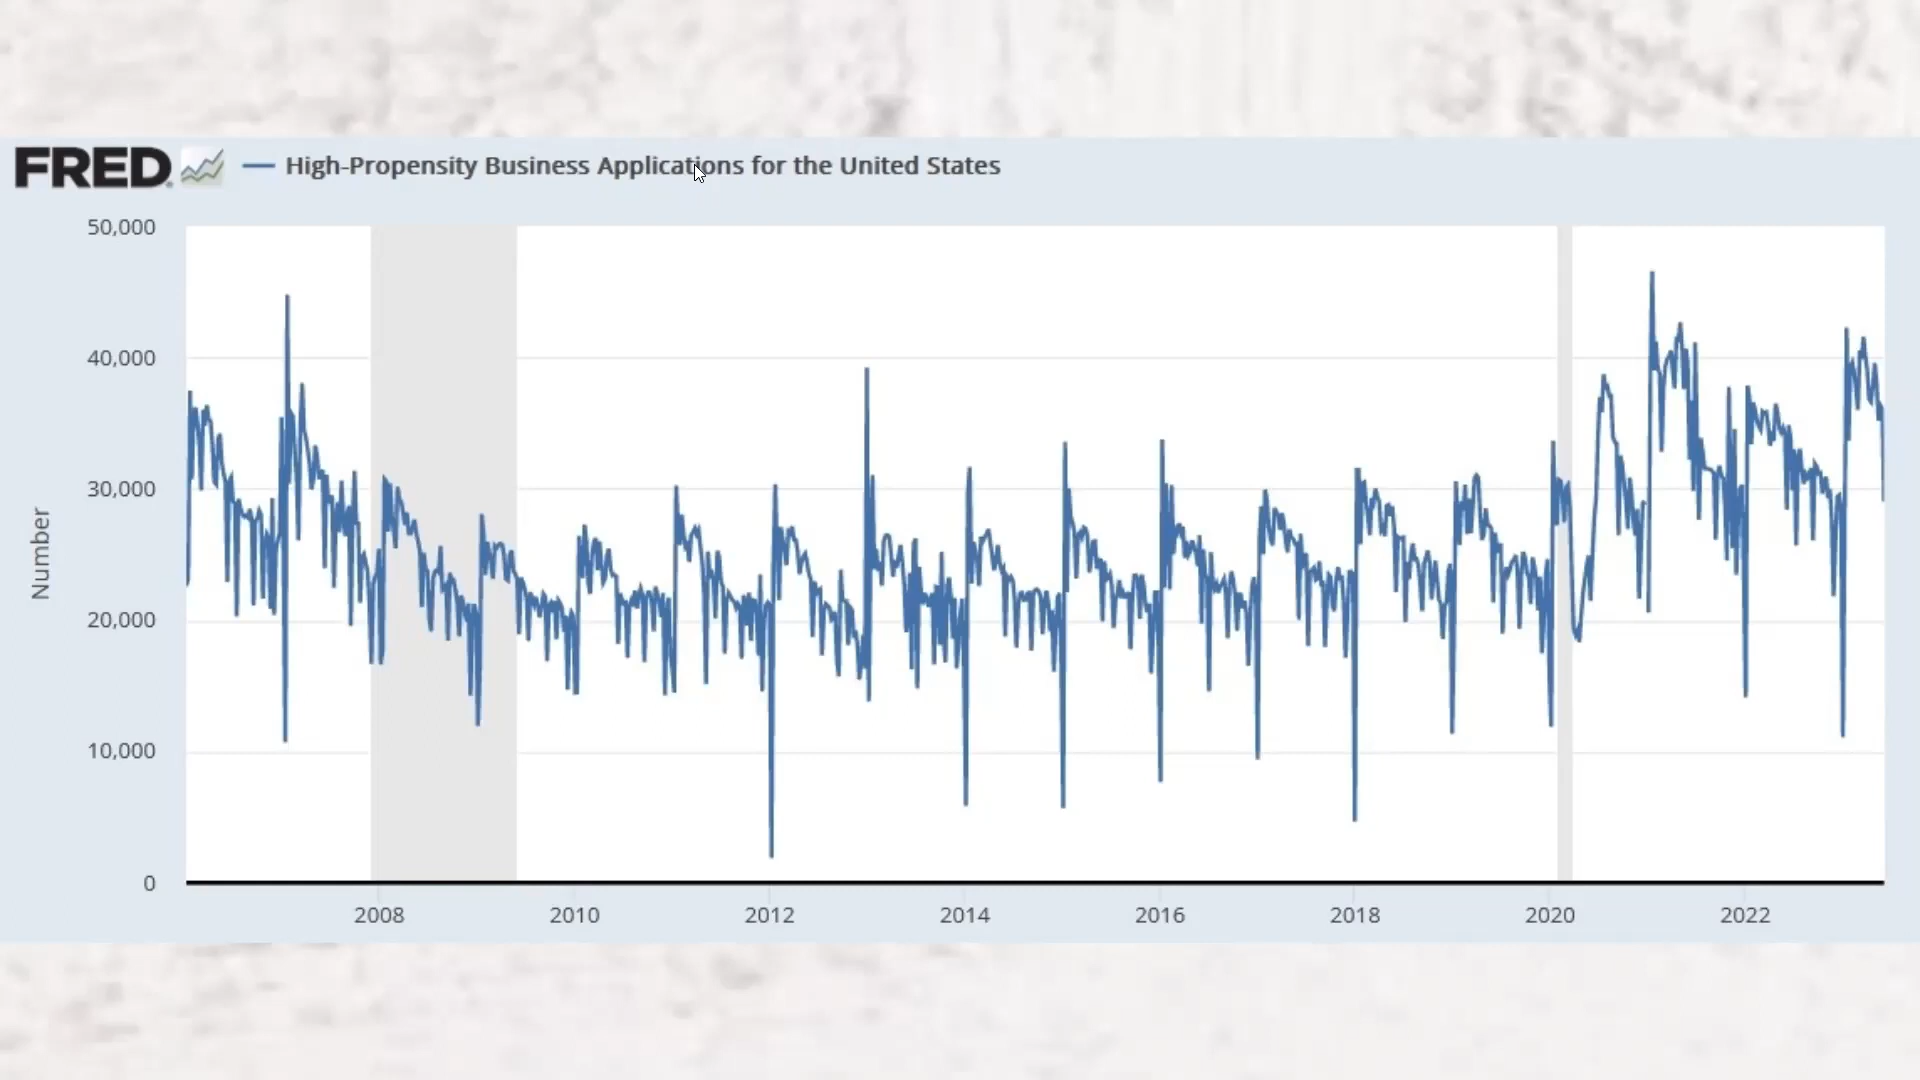 FRED High-Propensity Business Applications for the United States
50,000
40,000
30,000
20,000
10,000
0
Number
2008 2010 2012 2014 2016 2018 2020 2022